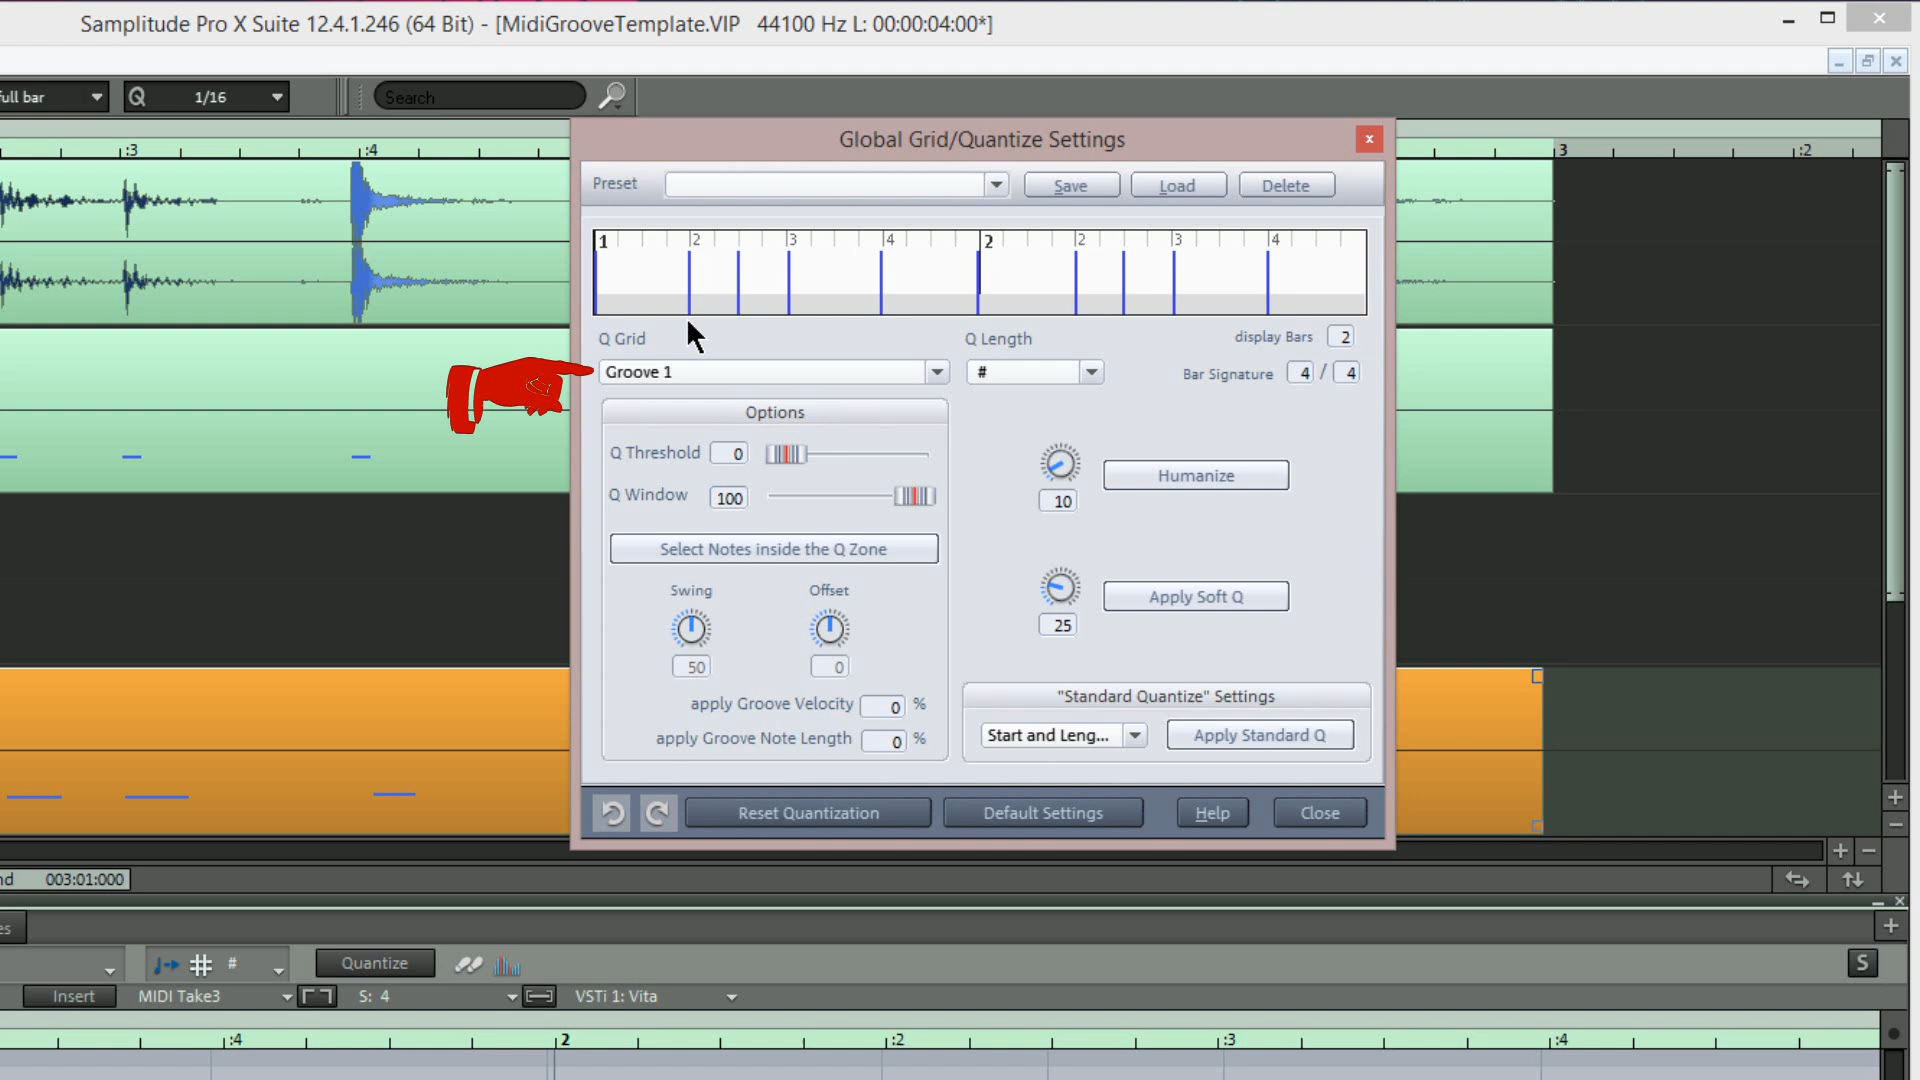 Samplitude Pro X Suite 12.4.1.246 (64 Bit) - [MidiGrooveTemplate.VIP 44100 Hz L: 00:00:04:00*]
full bar Q 1/16 Search
:3 :4 3 :2
Global Grid/Quantize Settings x
Preset Save Load Delete
1 2 3 4 2 2 3 4
Q Grid Q Length display Bars 2
Groove 1 # Bar Signature 4 / 4
Options
Q Threshold 0
Q Window 100
Humanize
10
Select Notes inside the Q Zone
Swing Offset
Apply Soft Q
25
50 0
apply Groove Velocity 0 %
apply Groove Note Length 0 %
"Standard Quantize" Settings
Start and Leng... Apply Standard Q
Reset Quantization Default Settings Help Close
nd 003:01:000
es
# Quantize S
Insert MIDI Take3 S: 4 VSTi 1: Vita
:4 2 :2 :3 :4